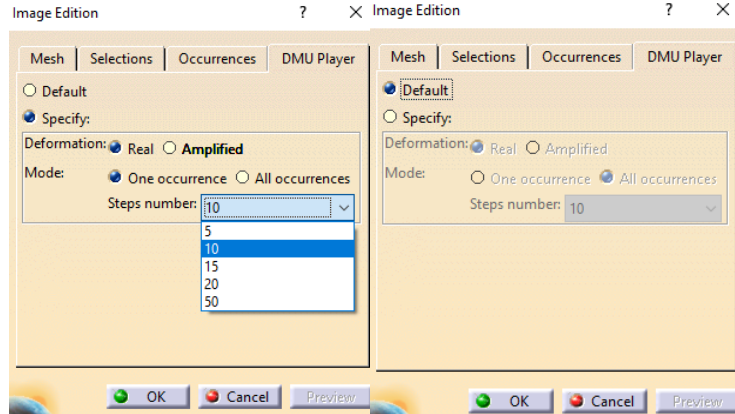 Image Edition ? X
Mesh Selections Occurrences DMU Player
Default
Specify:
Deformation: Real Amplified
Mode: One occurrence All occurrences
Steps number: 10
5
10
15
20
50
OK Cancel Preview
Image Edition ? X
Mesh Selections Occurrences DMU Player
Default
Specify:
Deformation: Real Amplified
Mode: One occurrence All occurrences
Steps number: 10
OK Cancel Preview